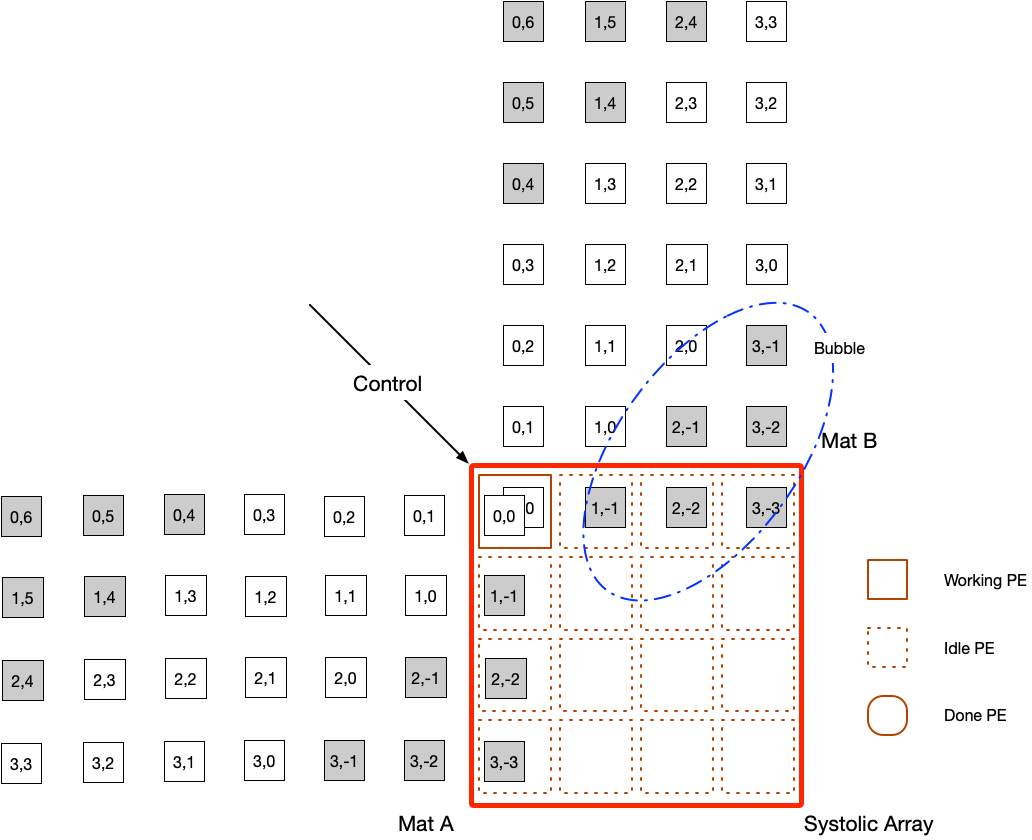 0,6 1,5 2,4 3,3
0,5 1,4 2,3 3,2
0,4 1,3 2,2 3,1
0,3 1,2 2,1 3,0
0,2 1,1 2,0 3,-1 Bubble
Control
0,1 1,0 2,-1 3,-2 Mat B
0,6 0,5 0,4 0,3 0,2 0,1 0,0 0 1,-1 2,-2 3,-3
1,5 1,4 1,3 1,2 1,1 1,0 1,-1 Working PE
2,4 2,3 2,2 2,1 2,0 2,-1 2,-2 Idle PE
Done PE
3,3 3,2 3,1 3,0 3,-1 3,-2 3,-3
Mat A Systolic Array